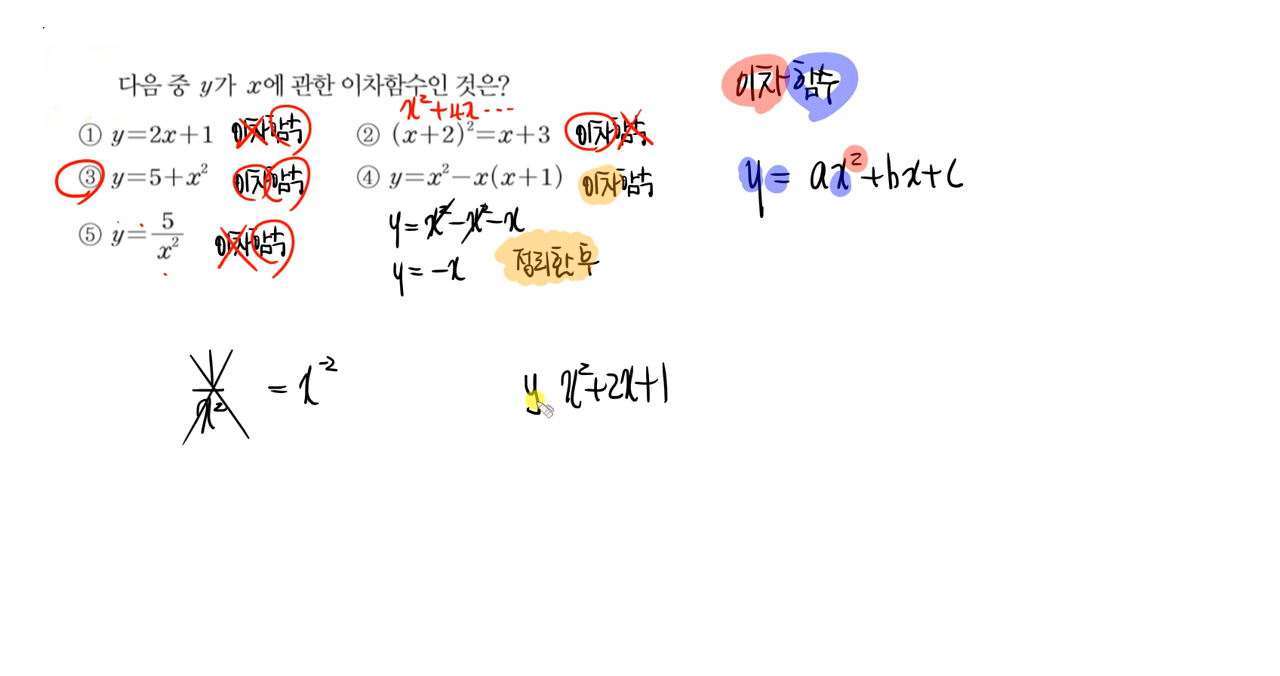 다음 중 y가 x에 관한 이차함수인 것은?
이차함수
x²+4x⋯
① y=2x+1 이차함수
② (x+2)²=x+3 이차함수
③ y=5+x² 이차함수
④ y=x²−x(x+1) 이차함수
y=ax²+bx+c
y=x²−x²−x
⑤ y=5/x² 이차함수
y=−x 정리한 후
x² = x⁻²
y x²+2x+1